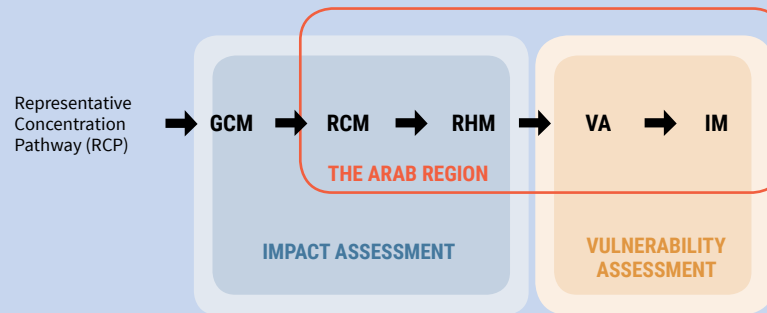 Representative
Concentration
Pathway (RCP)
GCM
RCM
RHM
VA
IM
THE ARAB REGION
IMPACT ASSESSMENT
VULNERABILITY
ASSESSMENT